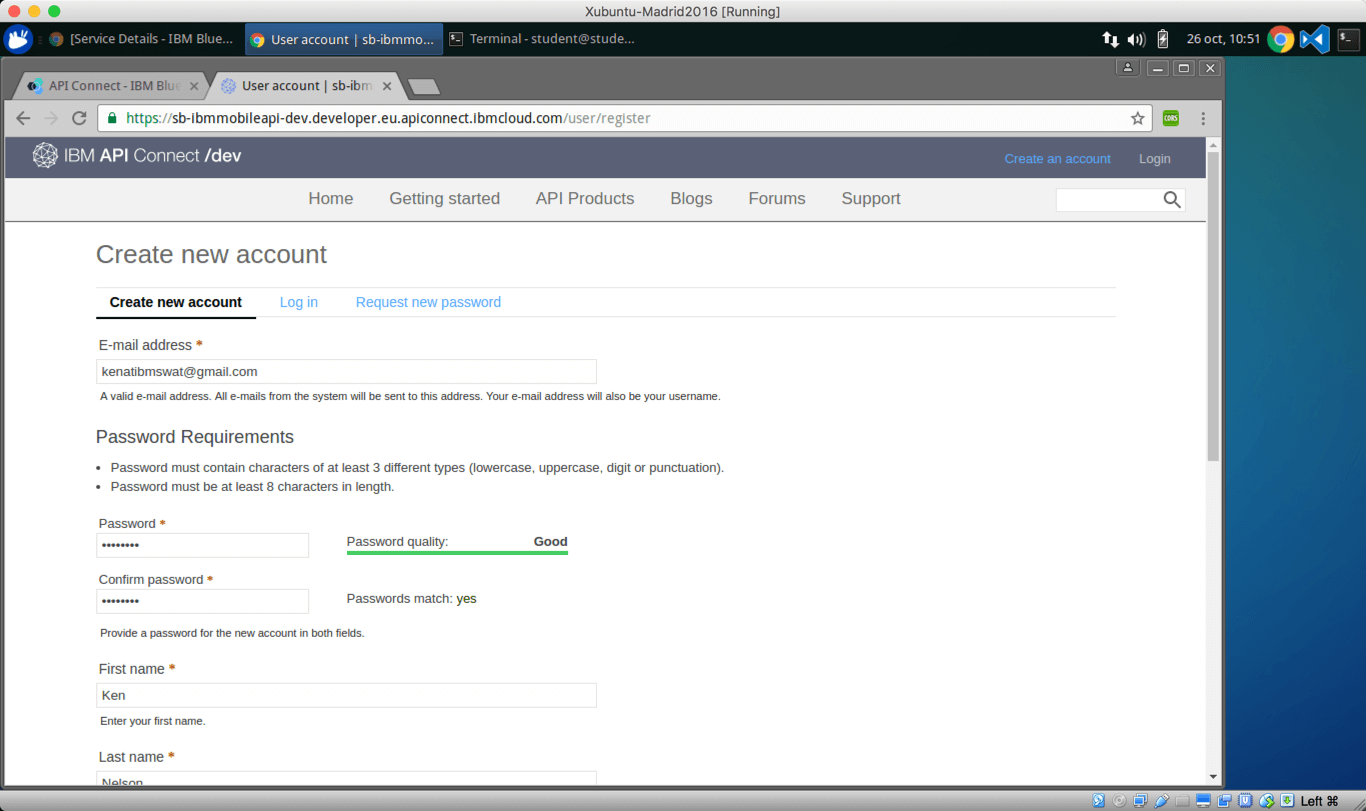 Xubuntu-Madrid2016 [Running]
[Service Details - IBM Blue...
User account | sb-ibmmo...
Terminal - student@stude...
26 oct, 10:51
API Connect - IBM Blue
User account | sb-ibm
https://sb-ibmmobileapi-dev.developer.eu.apiconnect.ibmcloud.com/user/register
CORS
IBM API Connect /dev
Create an account
Login
Home
Getting started
API Products
Blogs
Forums
Support
Create new account
Create new account
Log in
Request new password
E-mail address *
kenatibmswat@gmail.com
A valid e-mail address. All e-mails from the system will be sent to this address. Your e-mail address will also be your username.
Password Requirements
• Password must contain characters of at least 3 different types (lowercase, uppercase, digit or punctuation).
• Password must be at least 8 characters in length.
Password *
••••••••
Password quality:
Good
Confirm password *
••••••••
Passwords match: yes
Provide a password for the new account in both fields.
First name *
Ken
Enter your first name.
Last name *
Nelson
Left ⌘